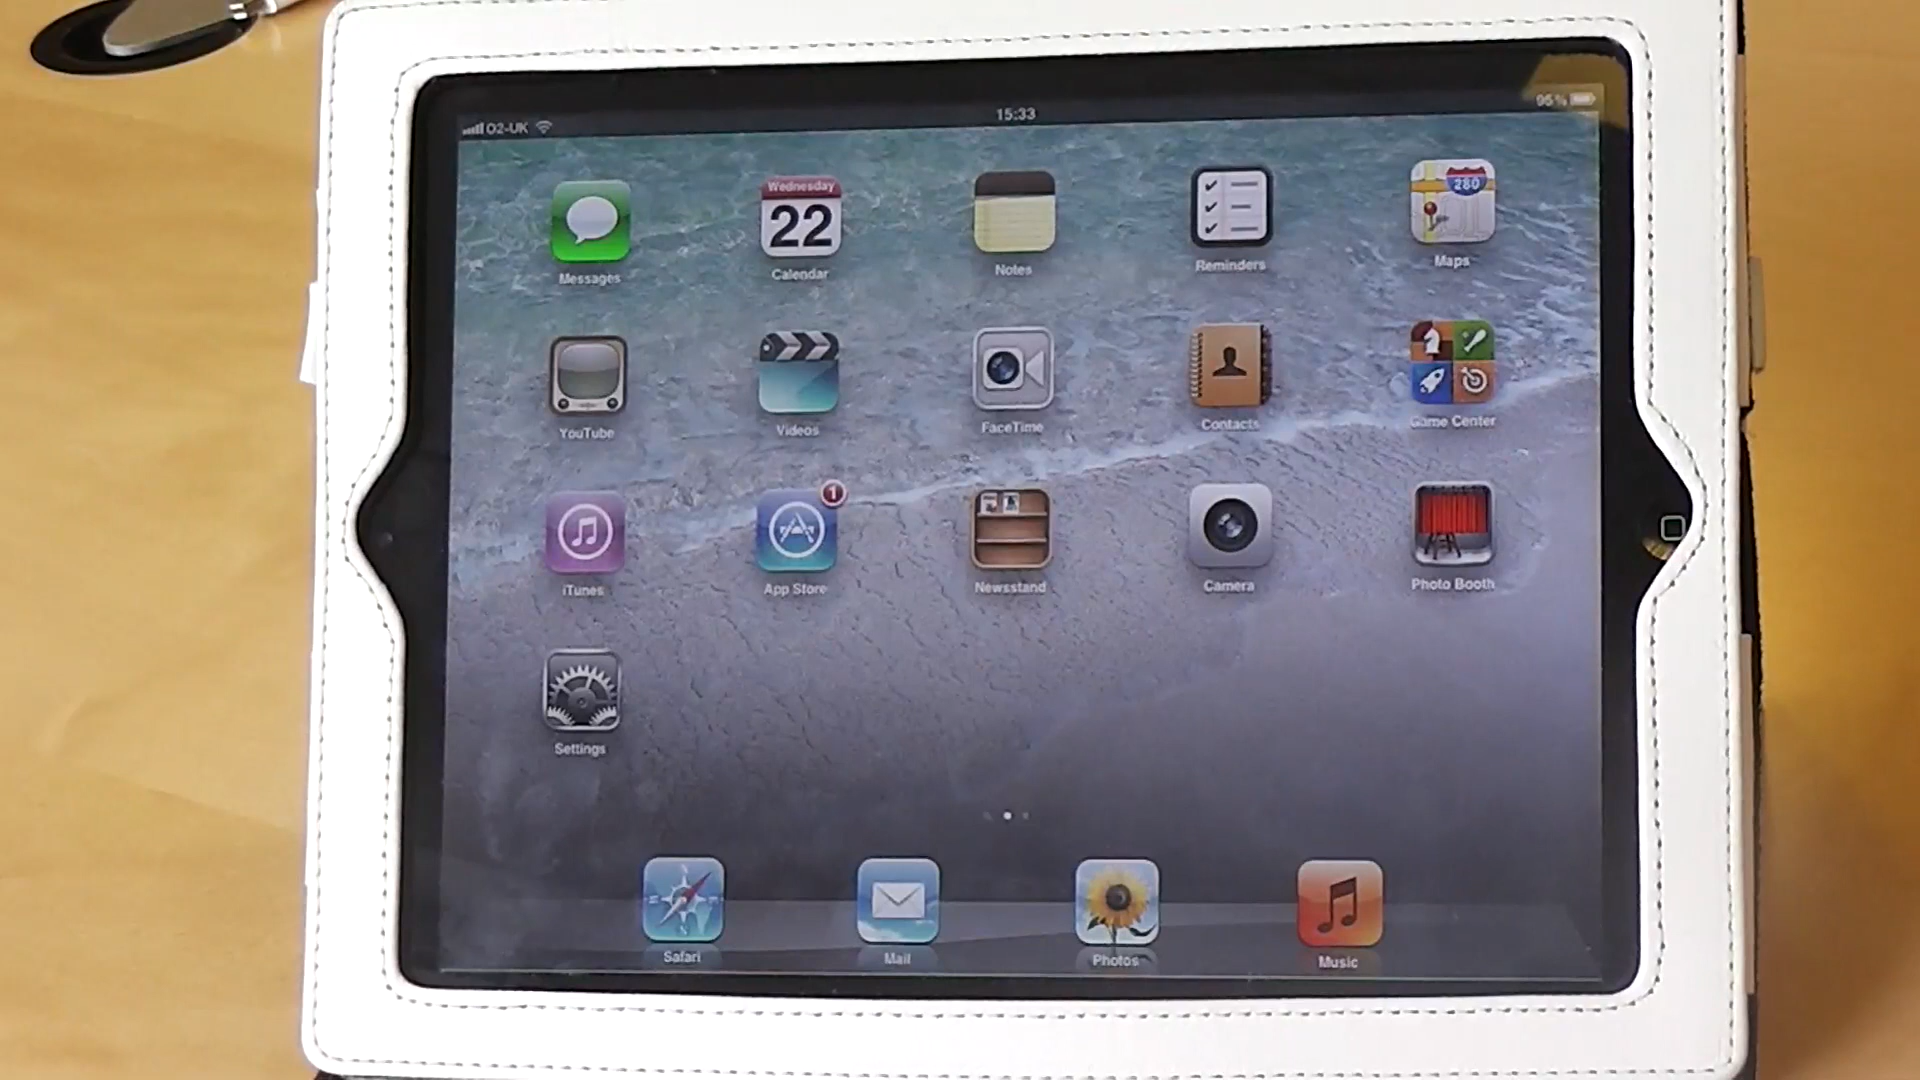 O2-UK
15:33
95%
Wednesday
22
280
Messages
Calendar
Notes
Reminders
Maps
YouTube
Videos
FaceTime
Contacts
Game Center
1
iTunes
App Store
Newsstand
Camera
Photo Booth
Settings
N
Safari
Mail
Photos
Music